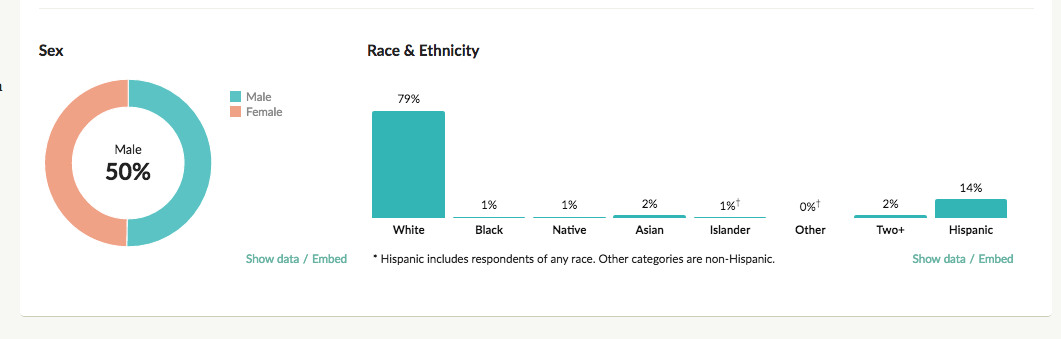 Sex
Male
Female
Male
50%
Show data / Embed
Race & Ethnicity
79%
1%
1%
2%
1%†
0%†
2%
14%
White
Black
Native
Asian
Islander
Other
Two+
Hispanic
* Hispanic includes respondents of any race. Other categories are non-Hispanic.
Show data / Embed